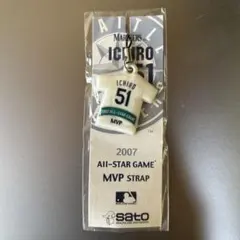 MARINERS
ICHIRO
51
ICHIRO
51
MVP
2007
All-STAR GAME
MVP STRAP
sato